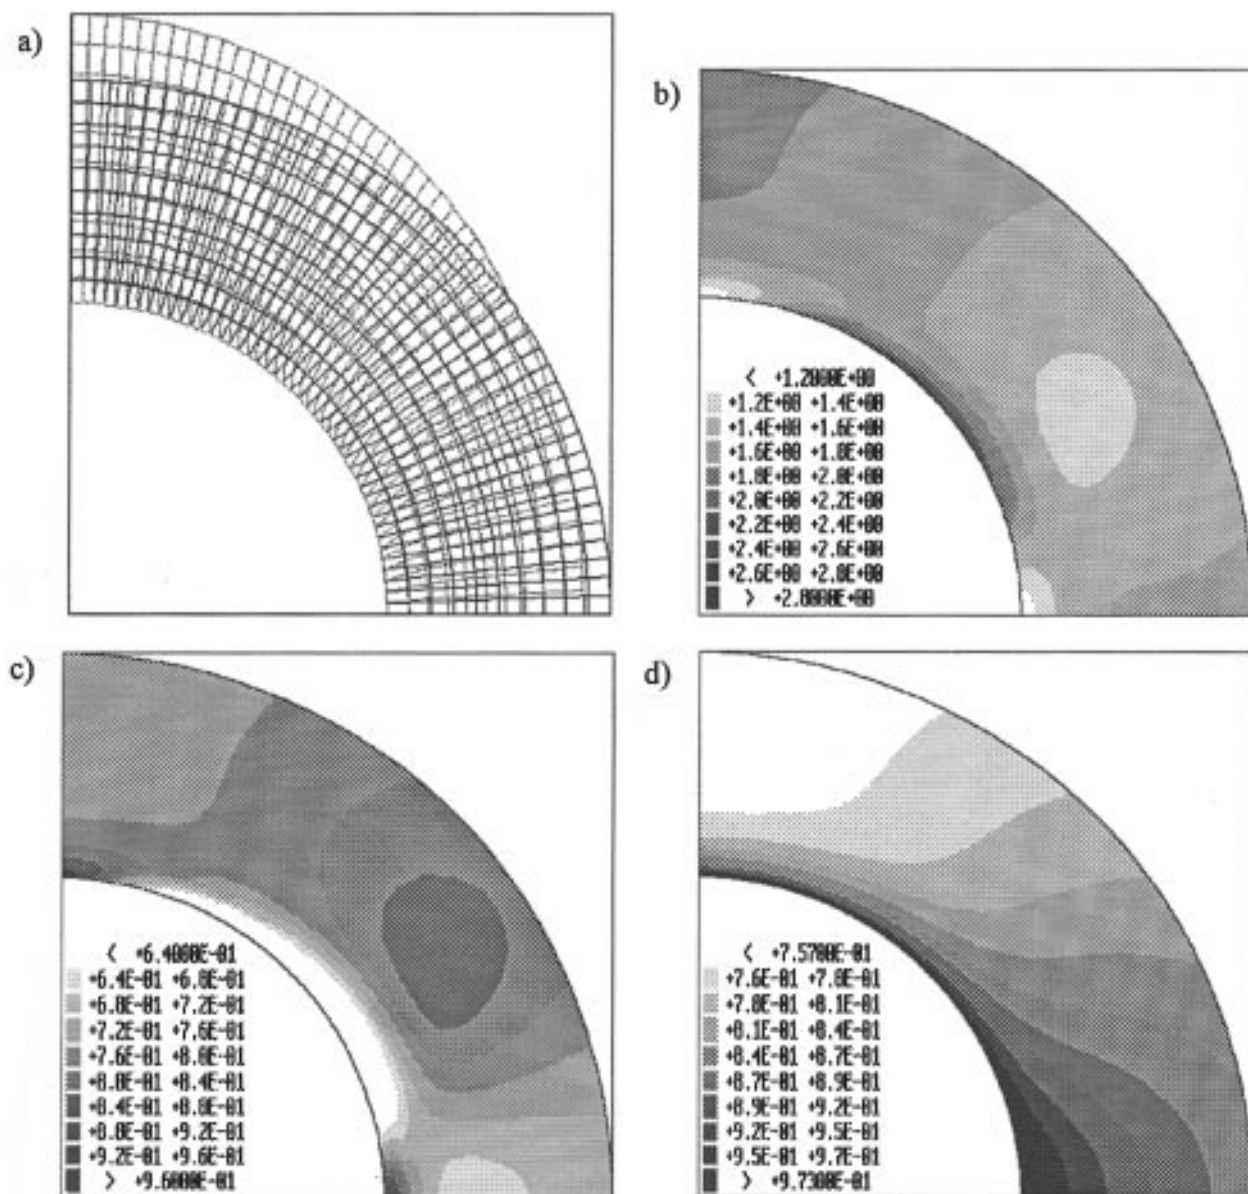 a)
b)
< +1.2000E+00
+1.2E+00 +1.4E+00
+1.4E+00 +1.6E+00
+1.6E+00 +1.8E+00
+1.8E+00 +2.0E+00
+2.0E+00 +2.2E+00
+2.2E+00 +2.4E+00
+2.4E+00 +2.6E+00
+2.6E+00 +2.8E+00
> +2.8000E+00
c)
< +6.4000E-01
+6.4E-01 +6.8E-01
+6.8E-01 +7.2E-01
+7.2E-01 +7.6E-01
+7.6E-01 +8.0E-01
+8.0E-01 +8.4E-01
+8.4E-01 +8.8E-01
+8.8E-01 +9.2E-01
+9.2E-01 +9.6E-01
> +9.6000E-01
d)
< +7.5700E-01
+7.6E-01 +7.8E-01
+7.8E-01 +8.1E-01
+8.1E-01 +8.4E-01
+8.4E-01 +8.7E-01
+8.7E-01 +8.9E-01
+8.9E-01 +9.2E-01
+9.2E-01 +9.5E-01
+9.5E-01 +9.7E-01
> +9.7300E-01